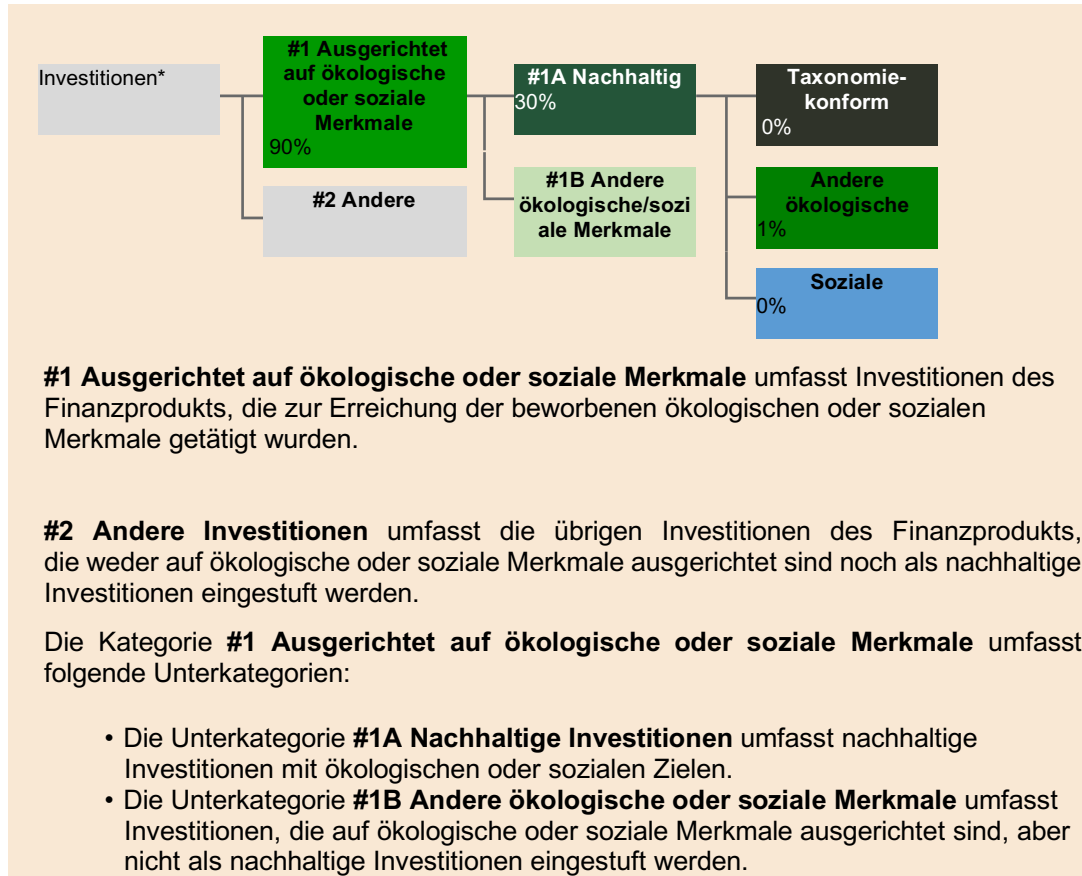 Investitionen*
#1 Ausgerichtet
auf ökologische
oder soziale
Merkmale
90%
#2 Andere
#1A Nachhaltig
30%
#1B Andere
ökologische/sozi
ale Merkmale
Taxonomie-
konform
0%
Andere
ökologische
1%
Soziale
0%
#1 Ausgerichtet auf ökologische oder soziale Merkmale umfasst Investitionen des
Finanzprodukts, die zur Erreichung der beworbenen ökologischen oder sozialen
Merkmale getätigt wurden.
#2 Andere Investitionen umfasst die übrigen Investitionen des Finanzprodukts,
die weder auf ökologische oder soziale Merkmale ausgerichtet sind noch als nachhaltige
Investitionen eingestuft werden.
Die Kategorie #1 Ausgerichtet auf ökologische oder soziale Merkmale umfasst
folgende Unterkategorien:
• Die Unterkategorie #1A Nachhaltige Investitionen umfasst nachhaltige
Investitionen mit ökologischen oder sozialen Zielen.
• Die Unterkategorie #1B Andere ökologische oder soziale Merkmale umfasst
Investitionen, die auf ökologische oder soziale Merkmale ausgerichtet sind, aber
nicht als nachhaltige Investitionen eingestuft werden.